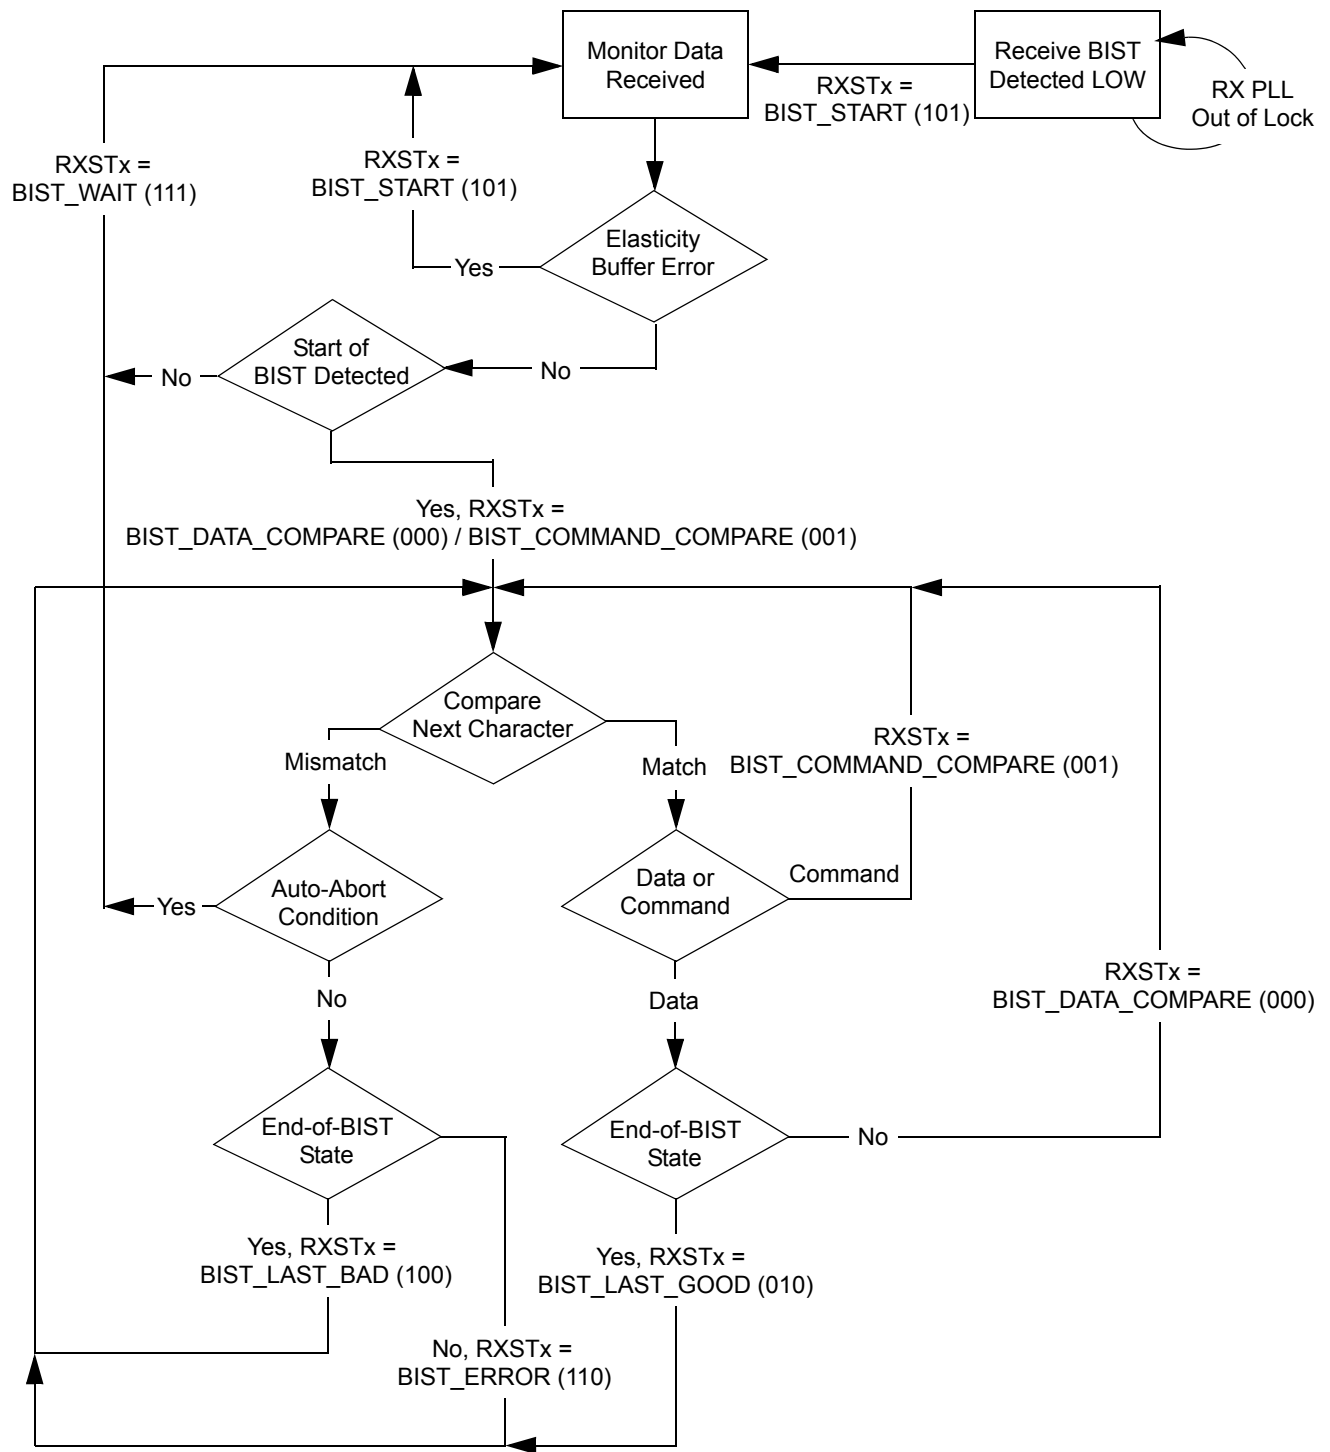 Monitor Data
Received
Receive BIST
Detected LOW
RXSTx =
BIST_START (101)
RX PLL
Out of Lock
RXSTx =
BIST_WAIT (111)
RXSTx =
BIST_START (101)
Elasticity
Buffer Error
Yes
Start of
BIST Detected
No
No
Yes, RXSTx =
BIST_DATA_COMPARE (000) / BIST_COMMAND_COMPARE (001)
Compare
Next Character
Mismatch
Match
RXSTx =
BIST_COMMAND_COMPARE (001)
Auto-Abort
Condition
Yes
Data or
Command
Command
No
Data
RXSTx =
BIST_DATA_COMPARE (000)
End-of-BIST
State
End-of-BIST
State
No
Yes, RXSTx =
BIST_LAST_BAD (100)
Yes, RXSTx =
BIST_LAST_GOOD (010)
No, RXSTx =
BIST_ERROR (110)